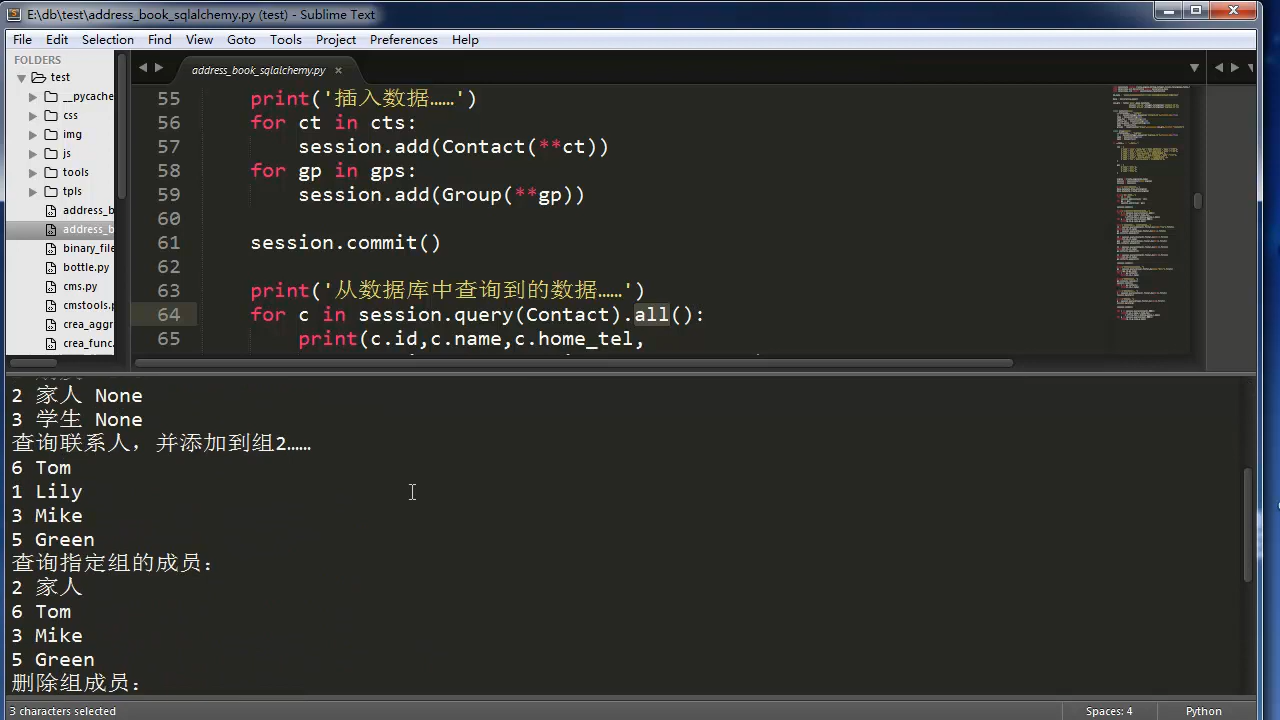 E:\db\test\address_book_sqlalchemy.py (test) - Sublime Text
File Edit Selection Find View Goto Tools Project Preferences Help
FOLDERS
test
__pycache
css
img
js
tools
tpls
address_b
address_b
binary_file
bottle.py
cms.py
cmstools.p
crea_aggr
crea_func.
address_book_sqlalchemy.py ×
55 print('插入数据……')
56 for ct in cts:
57 session.add(Contact(**ct))
58 for gp in gps:
59 session.add(Group(**gp))
60
61 session.commit()
62
63 print('从数据库中查询到的数据……')
64 for c in session.query(Contact).all():
65 print(c.id,c.name,c.home_tel,
2 家人 None
3 学生 None
查询联系人，并添加到组2……
6 Tom
1 Lily
3 Mike
5 Green
查询指定组的成员：
2 家人
6 Tom
3 Mike
5 Green
删除组成员：
3 characters selected
Spaces: 4
Python